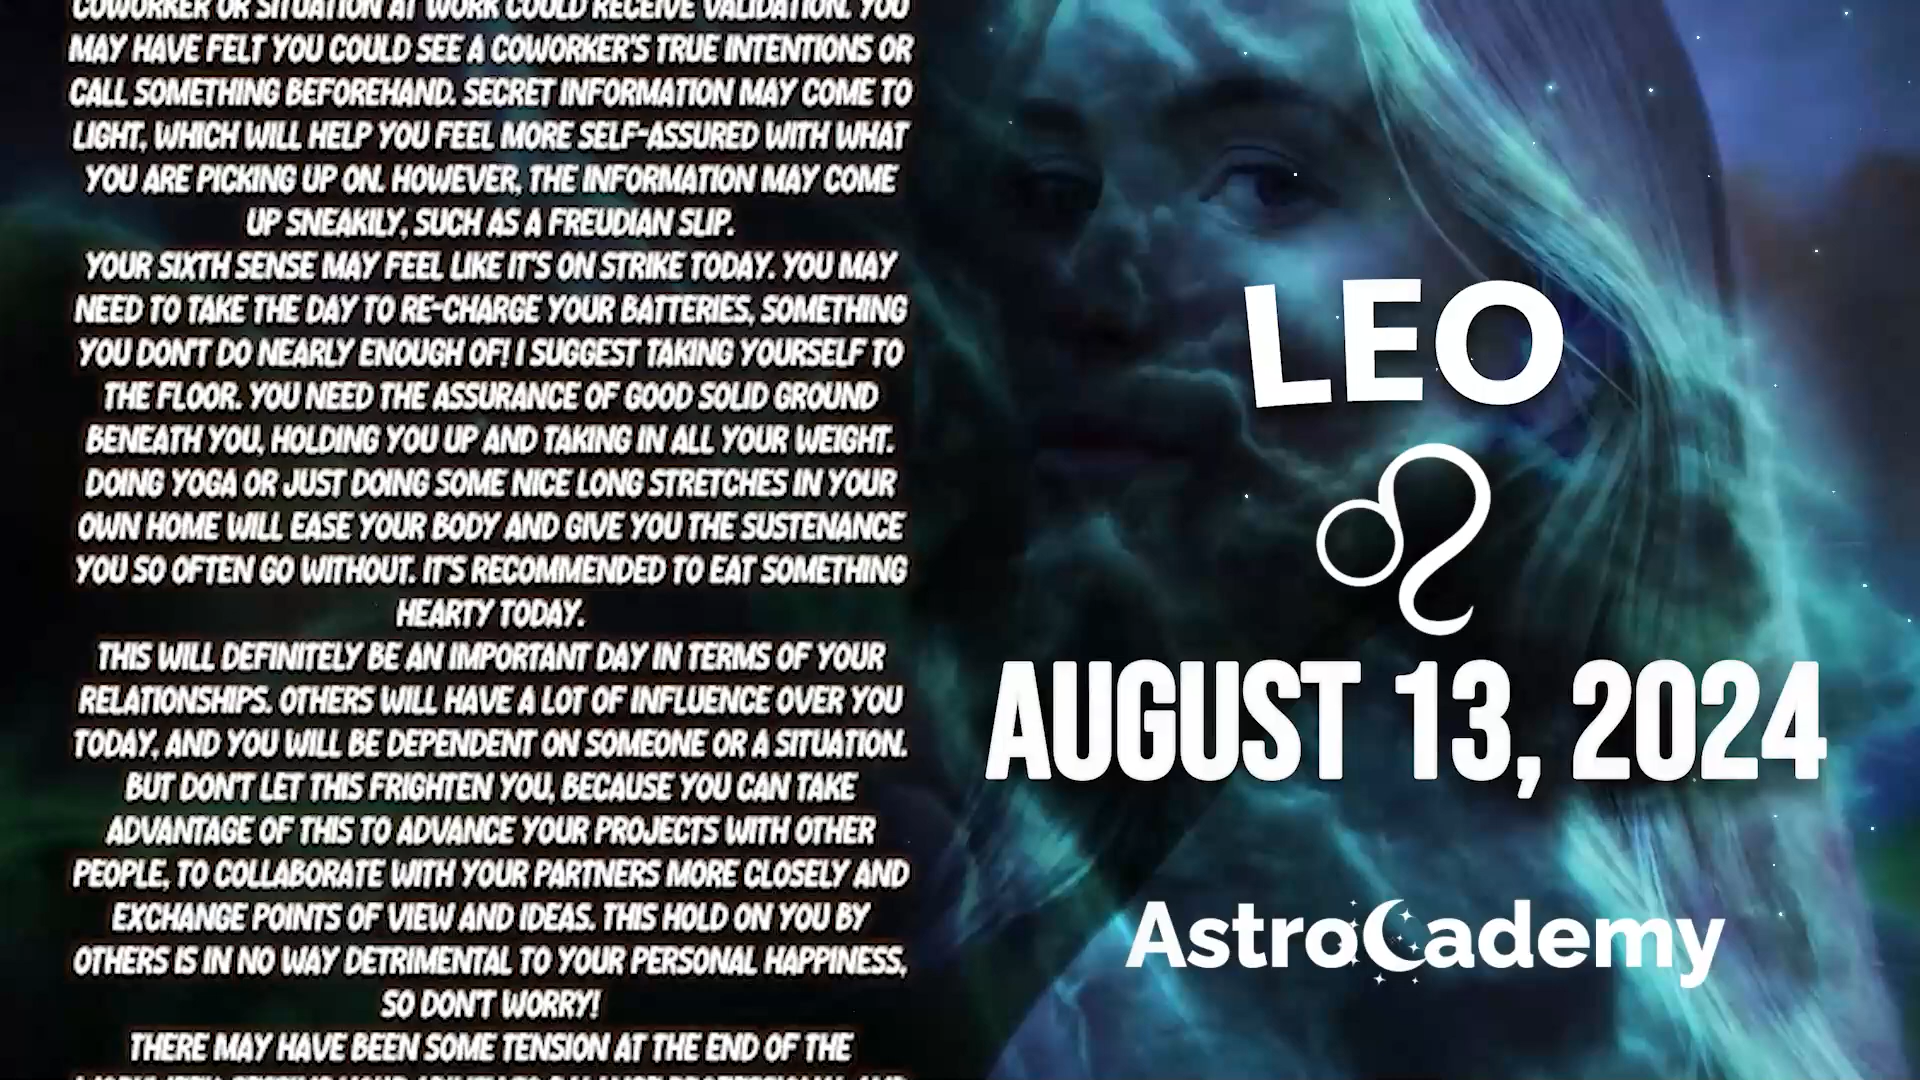 COWORKER OR SITUATION AT WORK COULD RECEIVE VALIDATION. YOU
MAY HAVE FELT YOU COULD SEE A COWORKER'S TRUE INTENTIONS OR
CALL SOMETHING BEFOREHAND. SECRET INFORMATION MAY COME TO
LIGHT, WHICH WILL HELP YOU FEEL MORE SELF-ASSURED WITH WHAT
YOU ARE PICKING UP ON. HOWEVER, THE INFORMATION MAY COME
UP SNEAKILY, SUCH AS A FREUDIAN SLIP.
YOUR SIXTH SENSE MAY FEEL LIKE IT'S ON STRIKE TODAY. YOU MAY
NEED TO TAKE THE DAY TO RE-CHARGE YOUR BATTERIES, SOMETHING
YOU DON'T DO NEARLY ENOUGH OF! I SUGGEST TAKING YOURSELF TO
THE FLOOR. YOU NEED THE ASSURANCE OF GOOD SOLID GROUND
BENEATH YOU, HOLDING YOU UP AND TAKING IN ALL YOUR WEIGHT.
DOING YOGA OR JUST DOING SOME NICE LONG STRETCHES IN YOUR
OWN HOME WILL EASE YOUR BODY AND GIVE YOU THE SUSTENANCE
YOU SO OFTEN GO WITHOUT. IT'S RECOMMENDED TO EAT SOMETHING
HEARTY TODAY.
THIS WILL DEFINITELY BE AN IMPORTANT DAY IN TERMS OF YOUR
RELATIONSHIPS. OTHERS WILL HAVE A LOT OF INFLUENCE OVER YOU
TODAY, AND YOU WILL BE DEPENDENT ON SOMEONE OR A SITUATION.
BUT DON'T LET THIS FRIGHTEN YOU, BECAUSE YOU CAN TAKE
ADVANTAGE OF THIS TO ADVANCE YOUR PROJECTS WITH OTHER
PEOPLE, TO COLLABORATE WITH YOUR PARTNERS MORE CLOSELY AND
EXCHANGE POINTS OF VIEW AND IDEAS. THIS HOLD ON YOU BY
OTHERS IS IN NO WAY DETRIMENTAL TO YOUR PERSONAL HAPPINESS,
SO DON'T WORRY!
THERE MAY HAVE BEEN SOME TENSION AT THE END OF THE
LEO
♌
AUGUST 13, 2024
AstroCademy